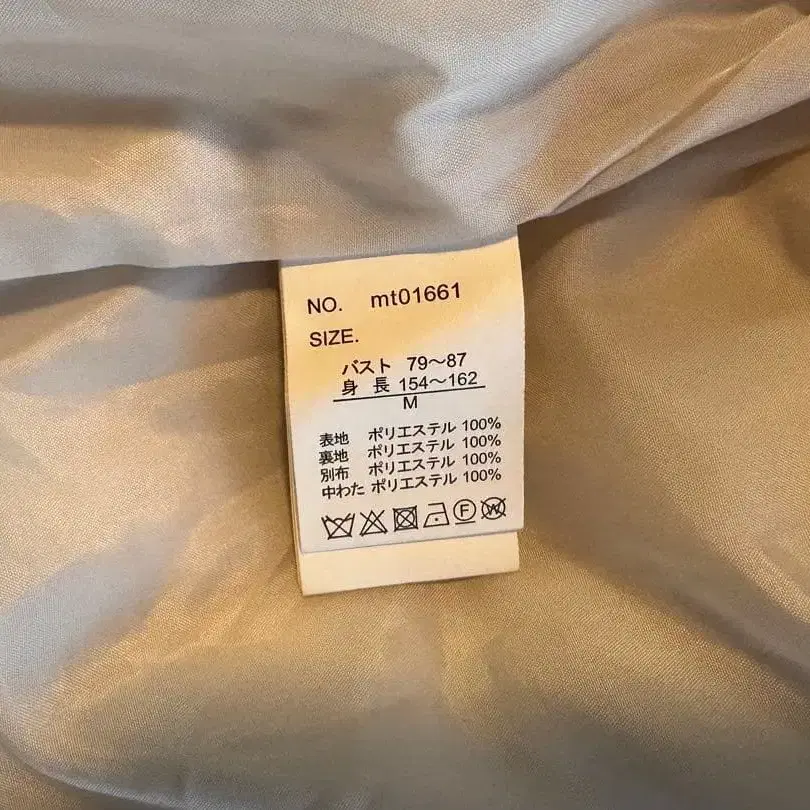 NO. mt01661
SIZE.
バスト 79〜87
身 長 154〜162
M
表地 ポリエステル 100%
裏地 ポリエステル 100%
別布 ポリエステル 100%
中わた ポリエステル 100%
F W